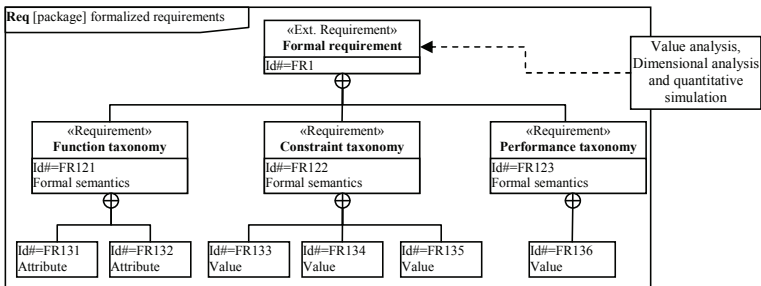 Req [package] formalized requirements
«Ext. Requirement»
Formal requirement
Id#=FR1
Value analysis,
Dimensional analysis
and quantitative
simulation
«Requirement»
Function taxonomy
Id#=FR121
Formal semantics
«Requirement»
Constraint taxonomy
Id#=FR122
Formal semantics
«Requirement»
Performance taxonomy
Id#=FR123
Formal semantics
Id#=FR131
Attribute
Id#=FR132
Attribute
Id#=FR133
Value
Id#=FR134
Value
Id#=FR135
Value
Id#=FR136
Value